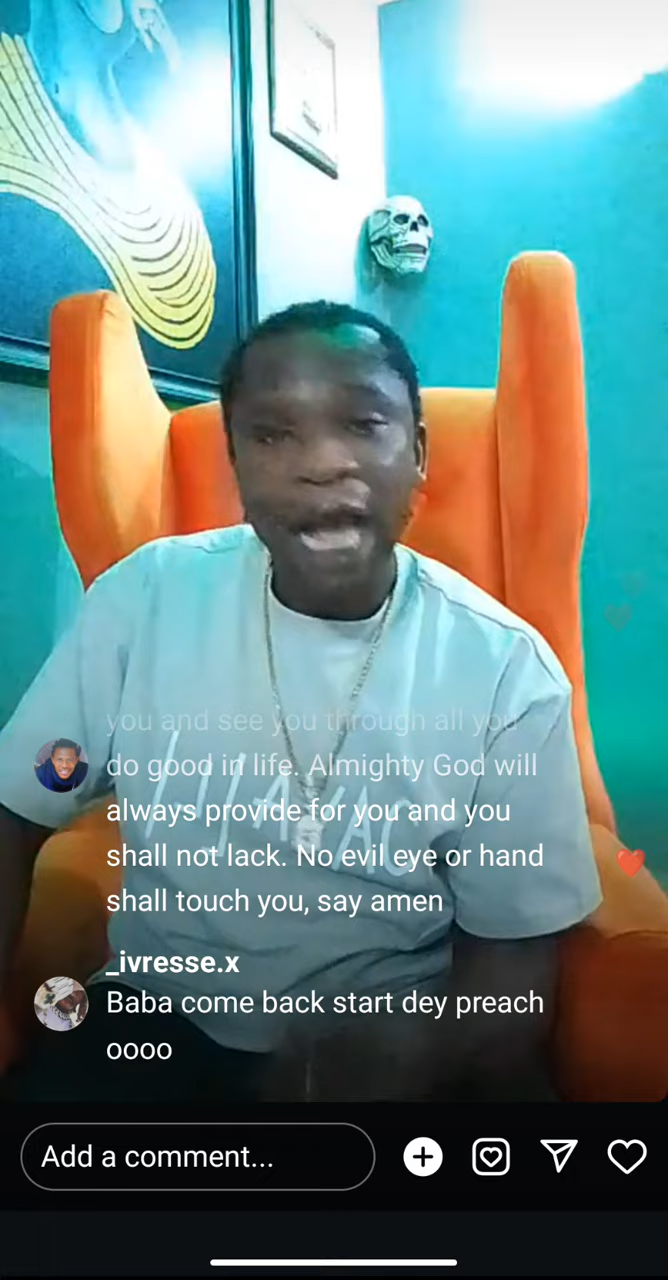 you and see you through all you
do good in life. Almighty God will
always provide for you and you
shall not lack. No evil eye or hand
shall touch you, say amen
_ivresse.x
Baba come back start dey preach
oooo
Add a comment...